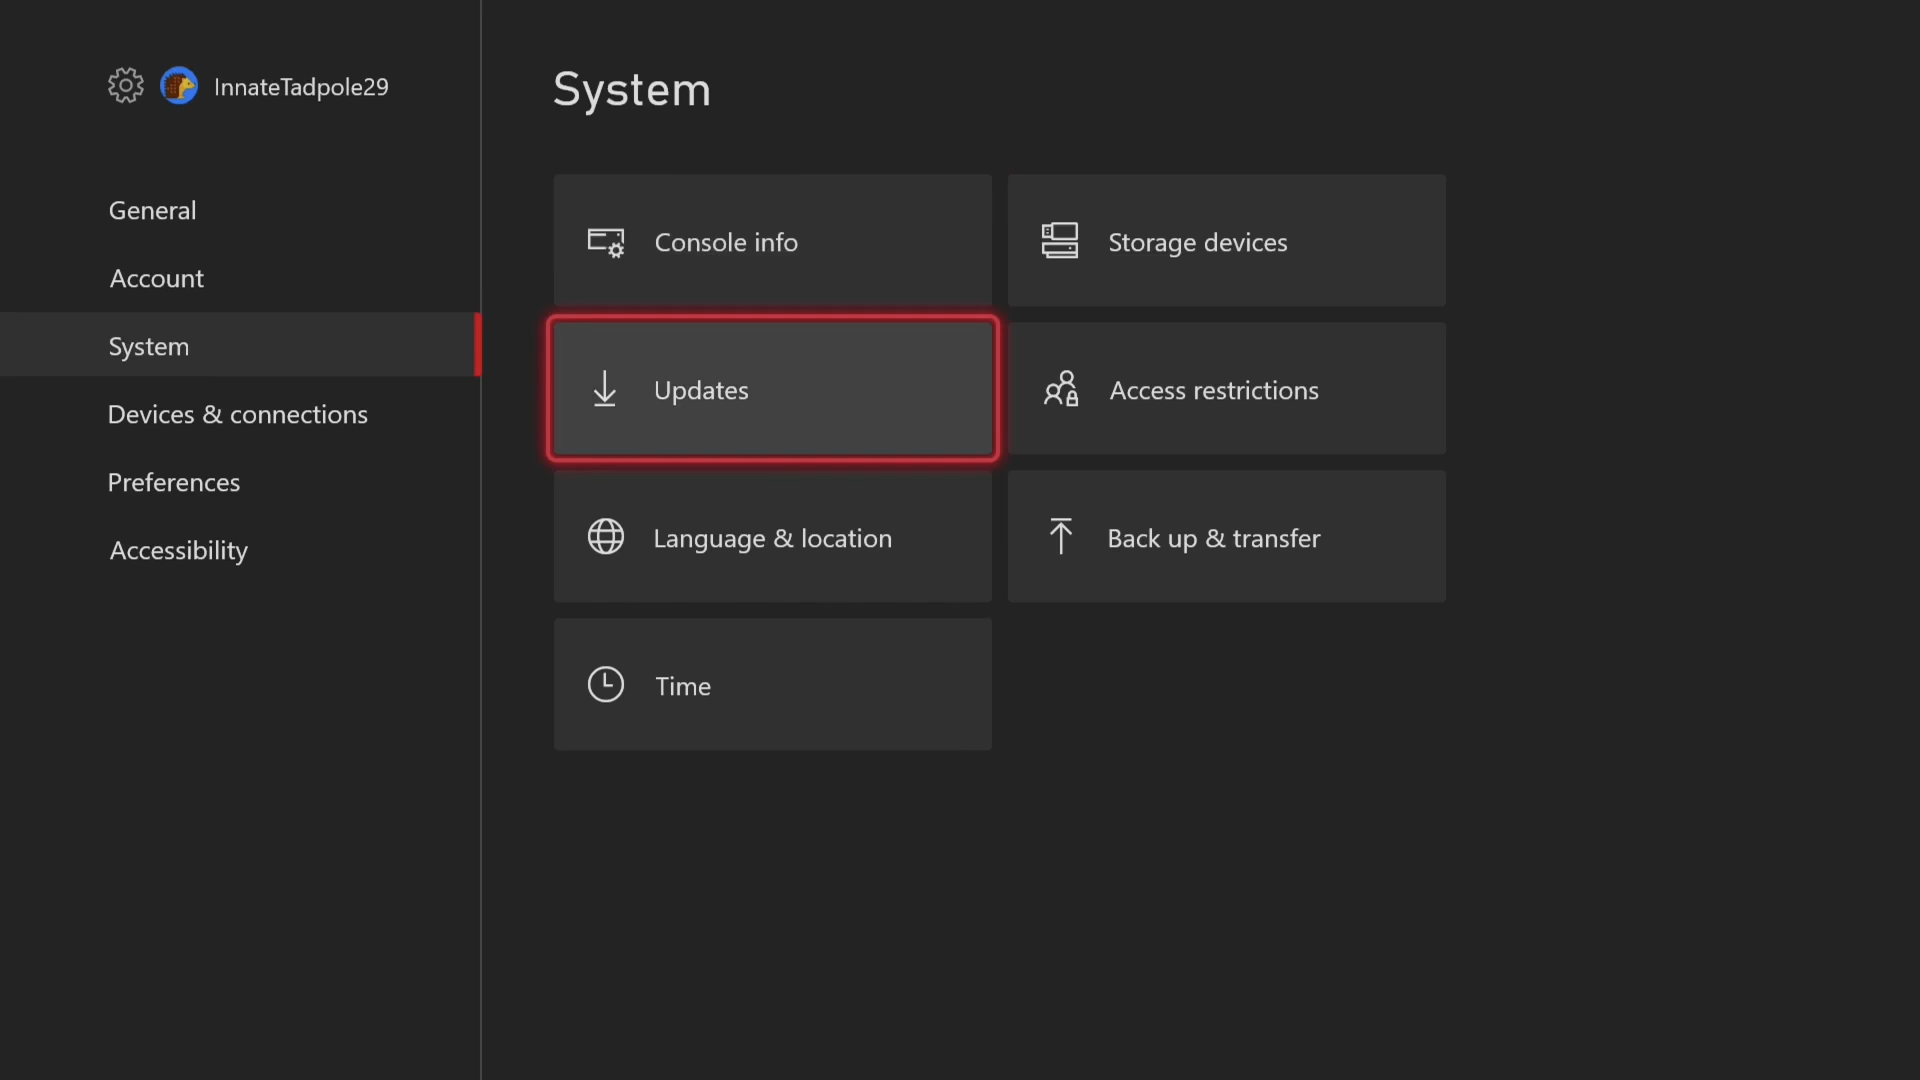 InnateTadpole29
General
Account
System
Devices & connections
Preferences
Accessibility
System
Console info
Storage devices
Updates
Access restrictions
Language & location
Back up & transfer
Time